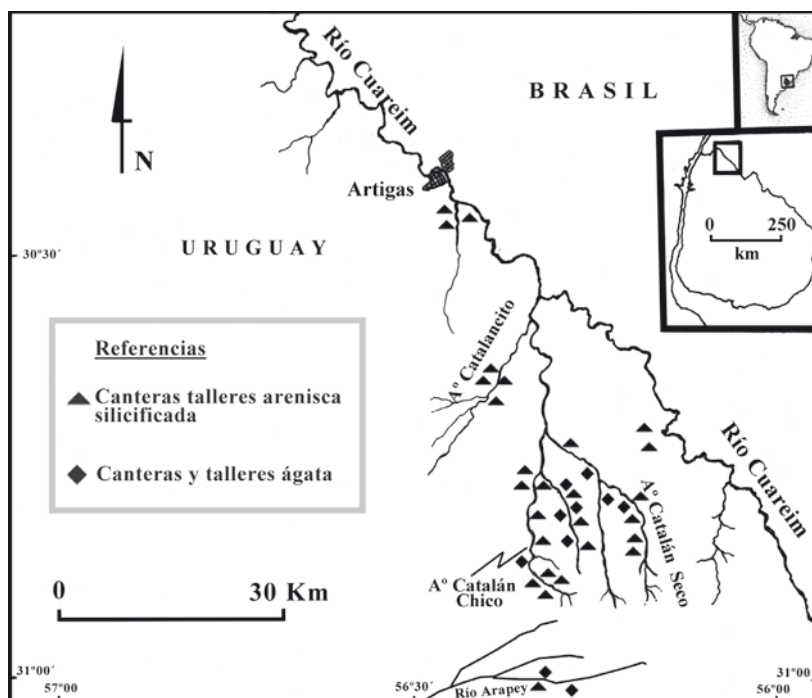 Río Cuareim
BRASIL
N
Artigas
URUGUAY
0 250
km
30°30´
Aº Catalancito
Referencias
Canteras talleres arenisca
silicificada
Canteras y talleres ágata
Río Cuareim
Aº Catalán Seco
0 30 Km
Aº Catalán
Chico
31°00´
57°00
56°30´
Río Arapey
31°00´
56°00